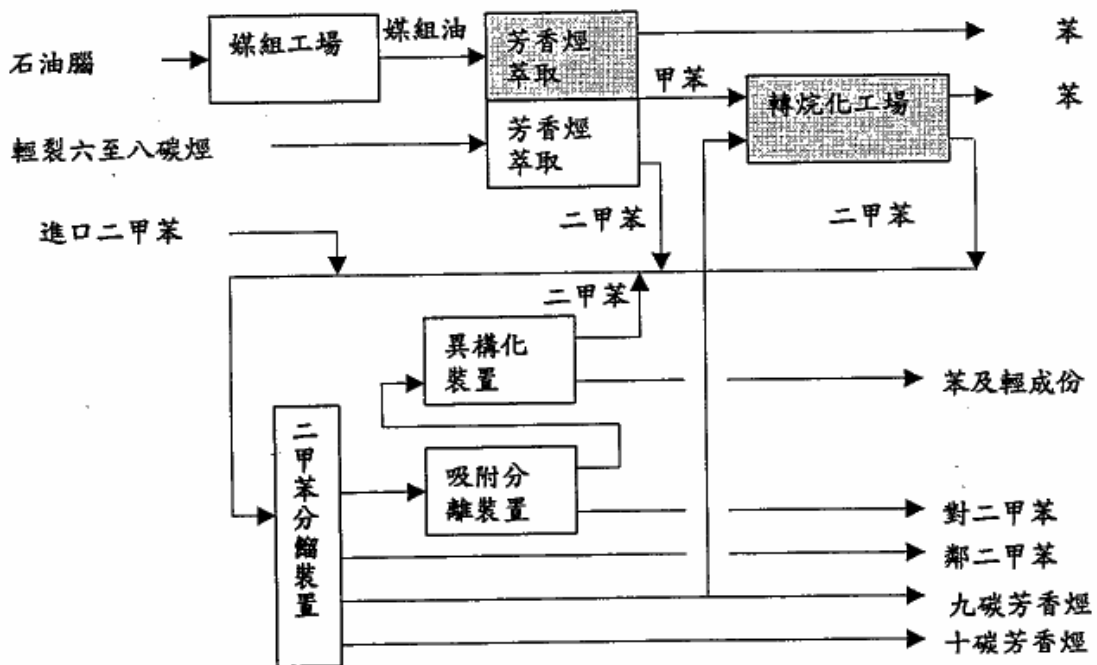 媒組油
苯
媒組工場
芳香烴
萃取
石油腦
甲苯
轉烷化工場
苯
芳香烴
萃取
輕裂六至八碳烴
二甲苯
二甲苯
進口二甲苯
二甲苯
異構化
裝置
苯及輕成份
二甲苯分餾裝置
吸附分
離裝置
對二甲苯
鄰二甲苯
九碳芳香烴
十碳芳香烴